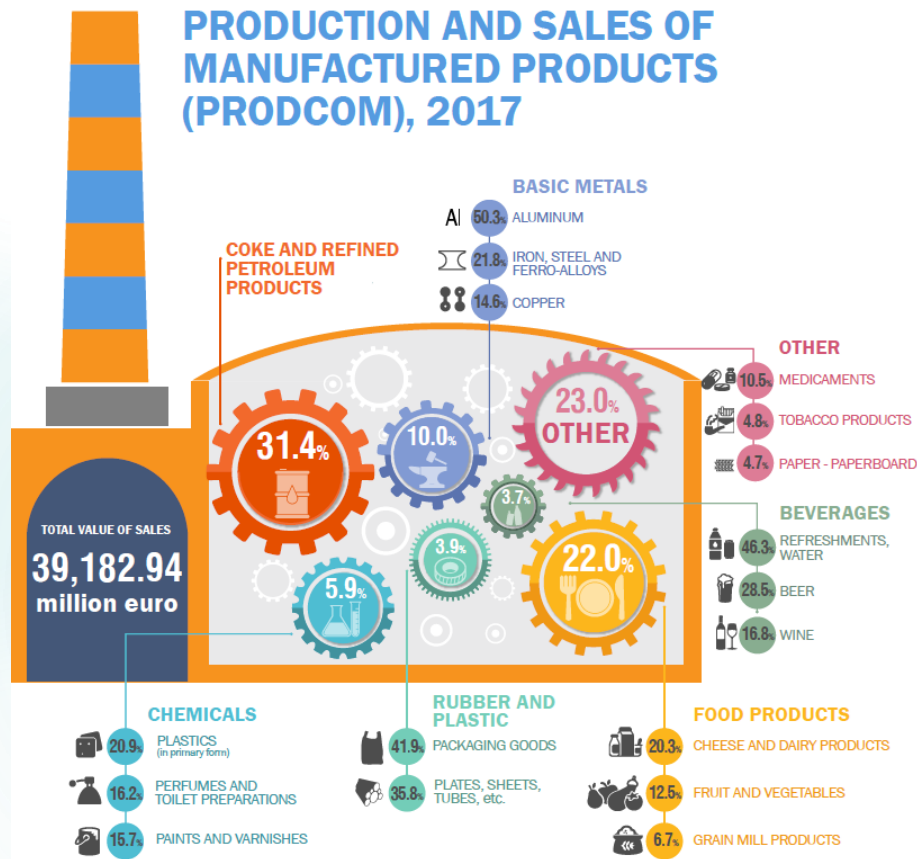 PRODUCTION AND SALES OF
MANUFACTURED PRODUCTS
(PRODCOM), 2017
BASIC METALS
Al 50.3% ALUMINUM
21.8% IRON, STEEL AND
FERRO-ALLOYS
14.6% COPPER
COKE AND REFINED
PETROLEUM
PRODUCTS
OTHER
10.5% MEDICAMENTS
4.8% TOBACCO PRODUCTS
4.7% PAPER - PAPERBOARD
31.4%
10.0%
23.0%
OTHER
3.7%
3.9%
22.0%
5.9%
BEVERAGES
46.3% REFRESHMENTS,
WATER
28.5% BEER
16.8% WINE
TOTAL VALUE OF SALES
39,182.94
million euro
CHEMICALS
20.9% PLASTICS
(in primary form)
16.2% PERFUMES AND
TOILET PREPARATIONS
15.7% PAINTS AND VARNISHES
RUBBER AND
PLASTIC
41.9% PACKAGING GOODS
35.8% PLATES, SHEETS,
TUBES, etc.
FOOD PRODUCTS
20.3% CHEESE AND DAIRY PRODUCTS
12.5% FRUIT AND VEGETABLES
6.7% GRAIN MILL PRODUCTS